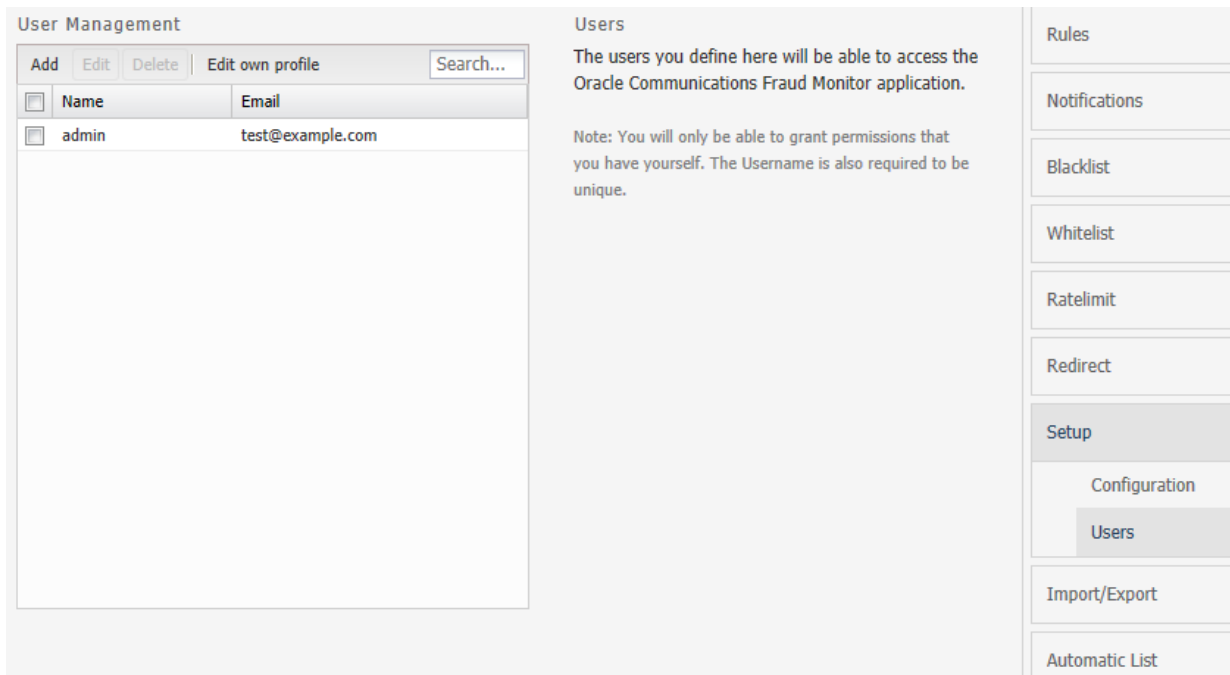 User Management
Add Edit Delete Edit own profile Search...
Name Email
admin test@example.com
Users
The users you define here will be able to access the
Oracle Communications Fraud Monitor application.
Note: You will only be able to grant permissions that
you have yourself. The Username is also required to be
unique.
Rules
Notifications
Blacklist
Whitelist
Ratelimit
Redirect
Setup
Configuration
Users
Import/Export
Automatic List